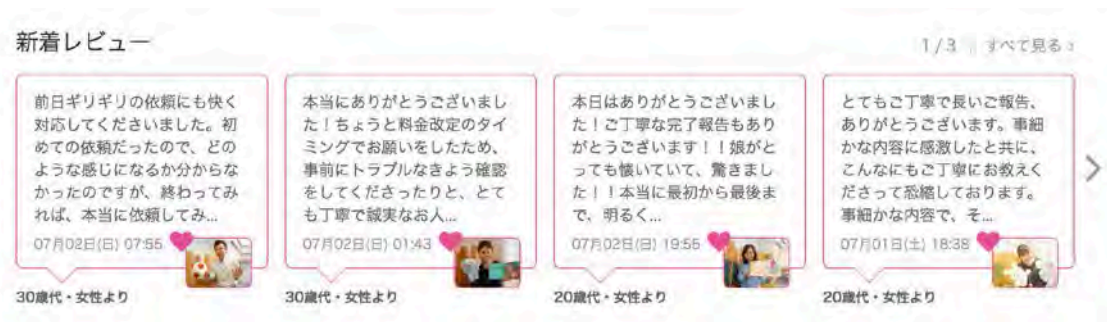 新着レビュー
1 / 3
すべて見る ›
前日ギリギリの依頼にも快く
対応してくださいました。初
めての依頼だったので、どの
ような感じになるか分からな
かったのですが、終わってみ
れば、本当に依頼してみ...
07月02日(日) 07:55
30歳代・女性より
本当にありがとうございまし
た！ちょうど料金改定のタイ
ミングでお願いをしたため、
事前にトラブルなきよう確認
をしてくださったりと、とて
も丁寧で誠実なお人...
07月02日(日) 01:43
30歳代・女性より
本日はありがとうございまし
た！ご丁寧な完了報告もあり
がとうございます！！娘がと
っても懐いていて、驚きまし
た！！本当に最初から最後ま
で、明るく...
07月02日(日) 19:55
20歳代・女性より
とてもご丁寧で長いご報告、
ありがとうございます。事細
かな内容に感激したと共に、
こんなにもご丁寧にお教えく
ださって恐縮しております。
事細かな内容で、そ...
07月01日(土) 18:38
20歳代・女性より